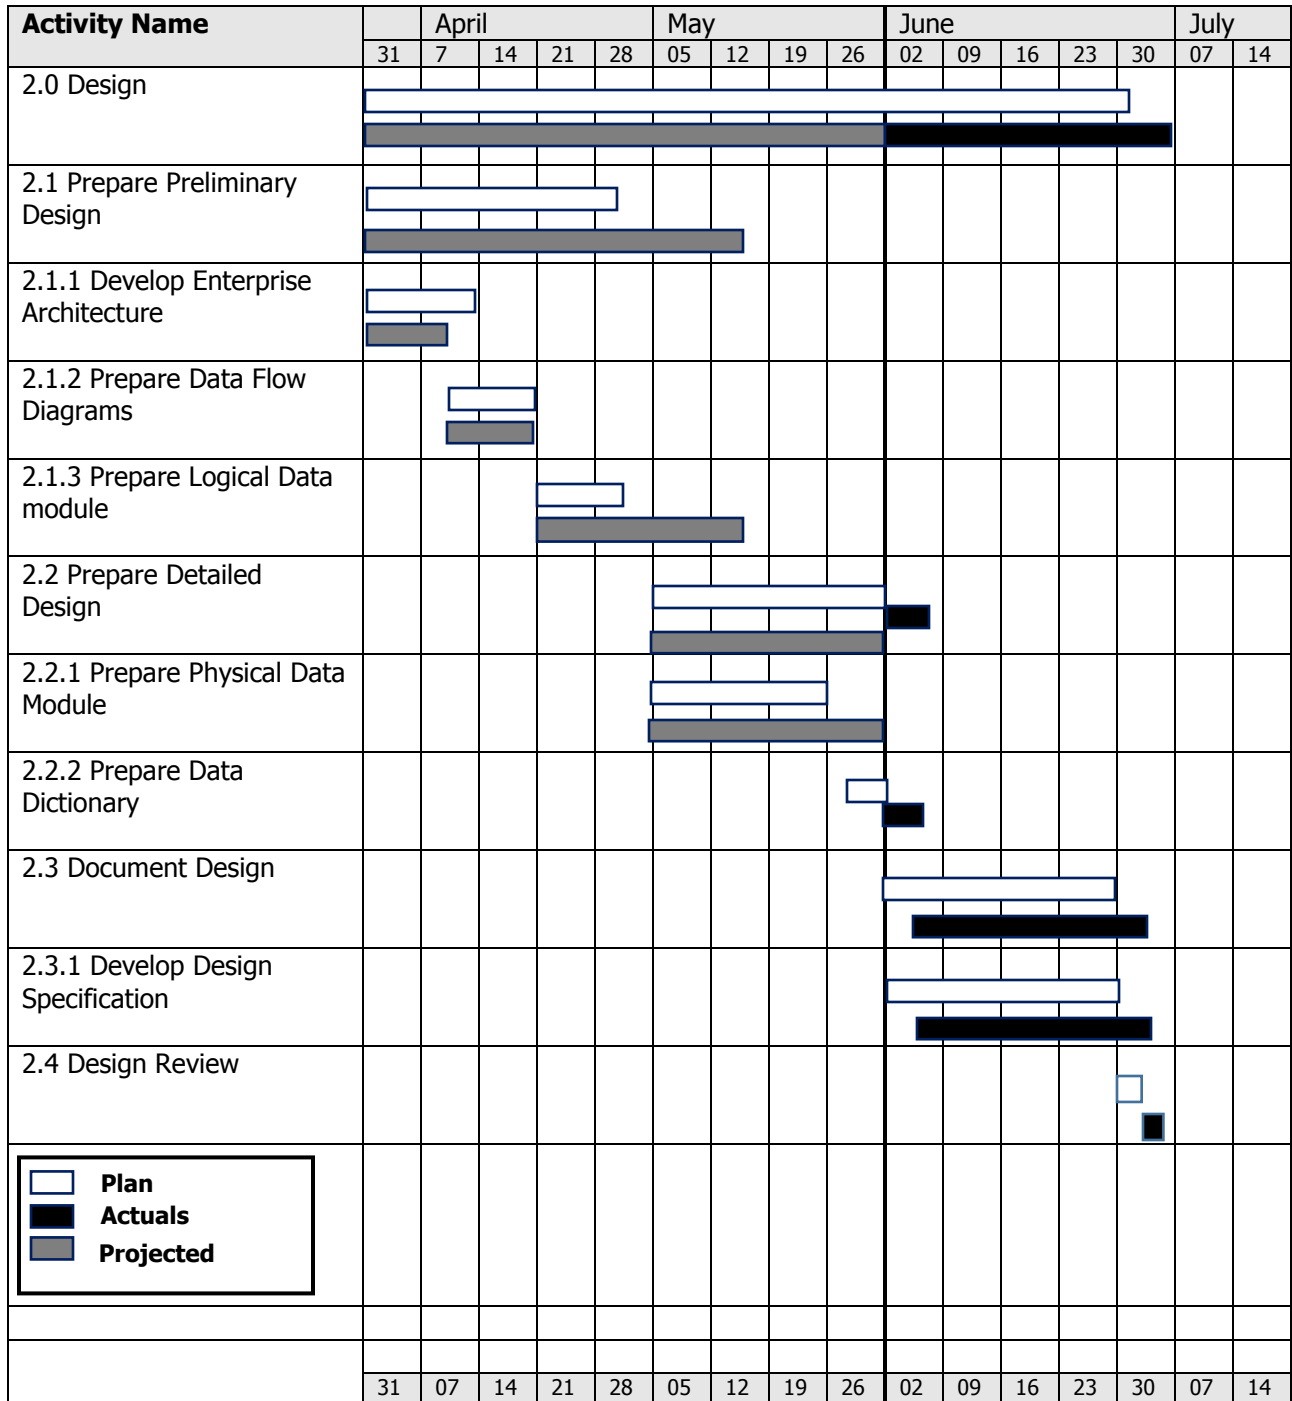 Activity Name April May June July
31 7 14 21 28 05 12 19 26 02 09 16 23 30 07 14
2.0 Design
2.1 Prepare Preliminary
Design
2.1.1 Develop Enterprise
Architecture
2.1.2 Prepare Data Flow
Diagrams
2.1.3 Prepare Logical Data
module
2.2 Prepare Detailed
Design
2.2.1 Prepare Physical Data
Module
2.2.2 Prepare Data
Dictionary
2.3 Document Design
2.3.1 Develop Design
Specification
2.4 Design Review
Plan
Actuals
Projected
31 07 14 21 28 05 12 19 26 02 09 16 23 30 07 14